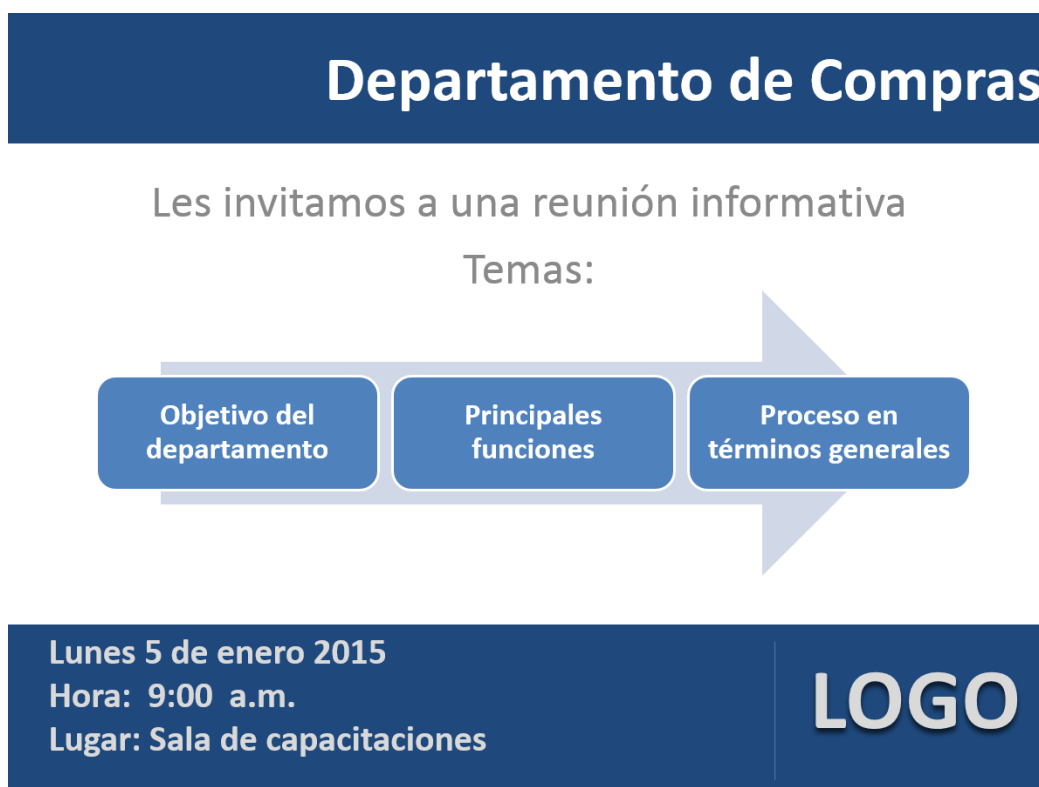 Departamento de Compras
Les invitamos a una reunión informativa
Temas:
Objetivo del
departamento
Principales
funciones
Proceso en
términos generales
Lunes 5 de enero 2015
Hora:  9:00  a.m.
Lugar: Sala de capacitaciones
LOGO